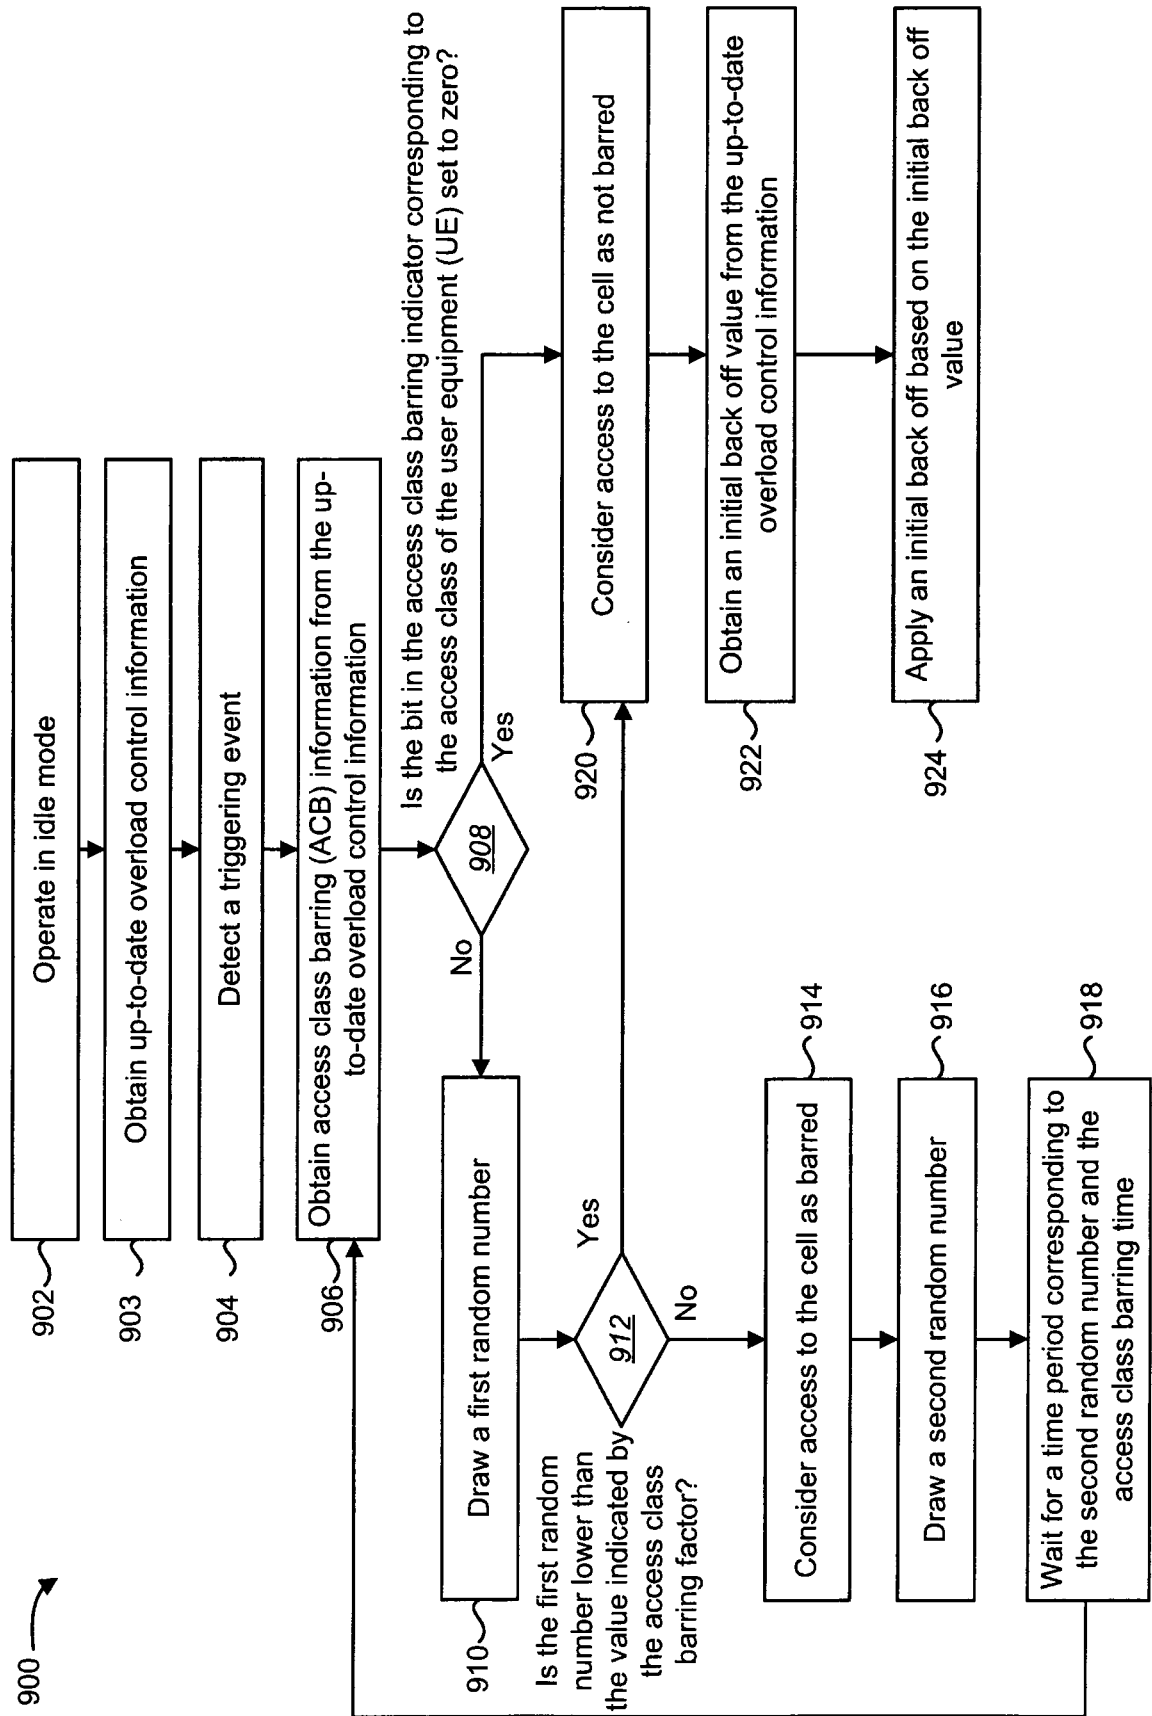 900
902
Operate in idle mode
903
Obtain up-to-date overload control information
904
Detect a triggering event
906
Obtain access class barring (ACB) information from the up-
to-date overload control information
908
Is the bit in the access class barring indicator corresponding to
the access class of the user equipment (UE) set to zero?
No
Yes
910
Draw a first random number
Is the first random
number lower than
the value indicated by
the access class
barring factor?
912
Yes
No
Consider access to the cell as barred
914
Draw a second random number
916
Wait for a time period corresponding to
the second random number and the
access class barring time
918
920
Consider access to the cell as not barred
922
Obtain an initial back off value from the up-to-date
overload control information
924
Apply an initial back off based on the initial back off
value